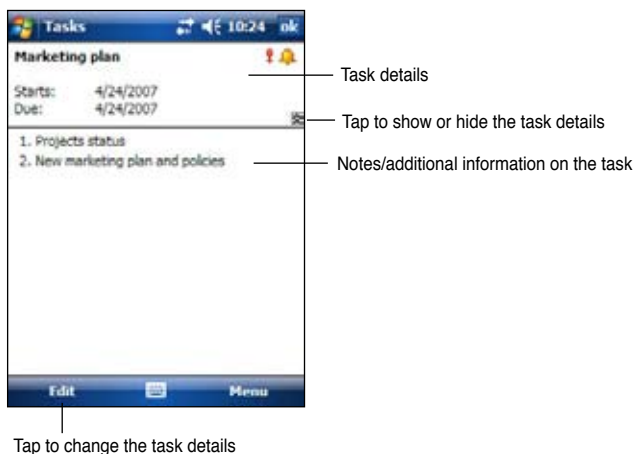 Tasks 10:24 ok
Marketing plan
Task details
Starts: 4/24/2007
Due: 4/24/2007
Tap to show or hide the task details
1. Projects status
2. New marketing plan and policies
Notes/additional information on the task
Edit Menu
Tap to change the task details